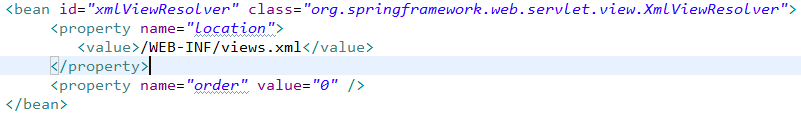 <bean id="xmlViewResolver" class="org.springframework.web.servlet.view.XmlViewResolver">
<property name="location">
<value>/WEB-INF/views.xml</value>
</property>
<property name="order" value="0" />
</bean>